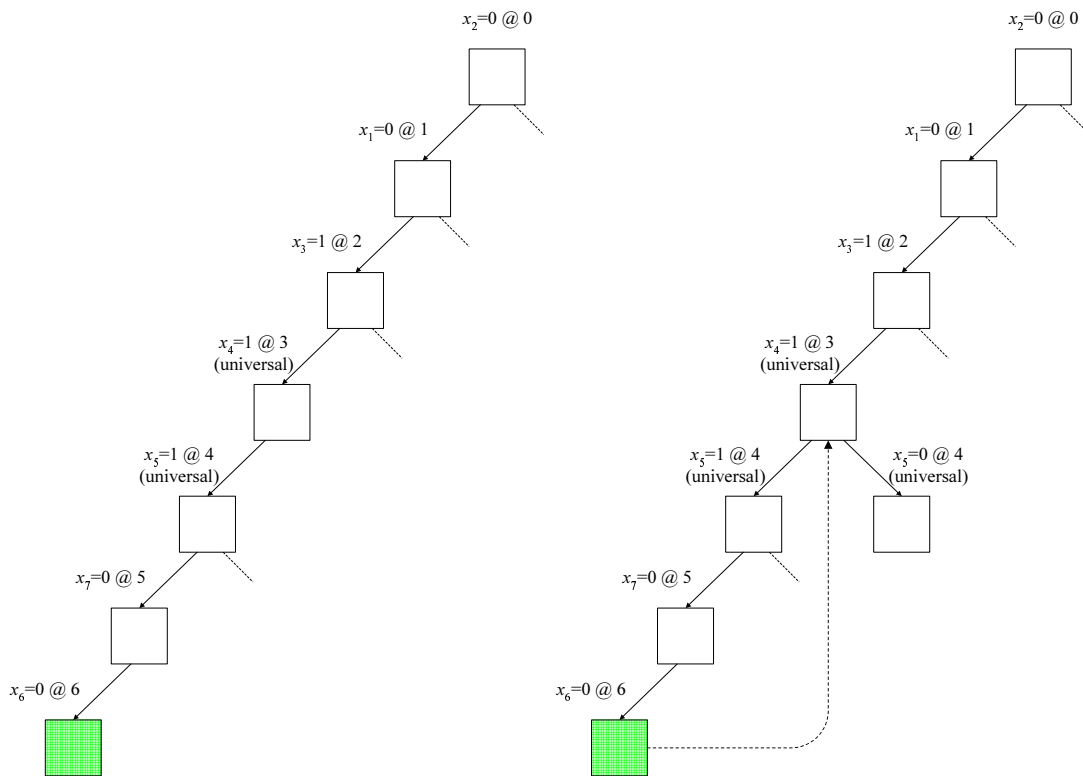 x₂=0 @ 0
x₁=0 @ 1
x₃=1 @ 2
x₄=1 @ 3
(universal)
x₅=1 @ 4
(universal)
x₇=0 @ 5
x₆=0 @ 6
x₂=0 @ 0
x₁=0 @ 1
x₃=1 @ 2
x₄=1 @ 3
(universal)
x₅=1 @ 4
(universal)
x₅=0 @ 4
(universal)
x₇=0 @ 5
x₆=0 @ 6